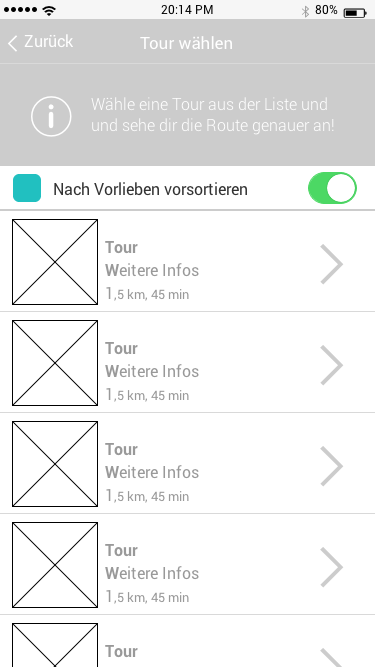 20:14 PM
80%
Zurück
Tour wählen
Wähle eine Tour aus der Liste und
und sehe dir die Route genauer an!
Nach Vorlieben vorsortieren
Tour
Weitere Infos
1,5 km, 45 min
Tour
Weitere Infos
1,5 km, 45 min
Tour
Weitere Infos
1,5 km, 45 min
Tour
Weitere Infos
1,5 km, 45 min
Tour